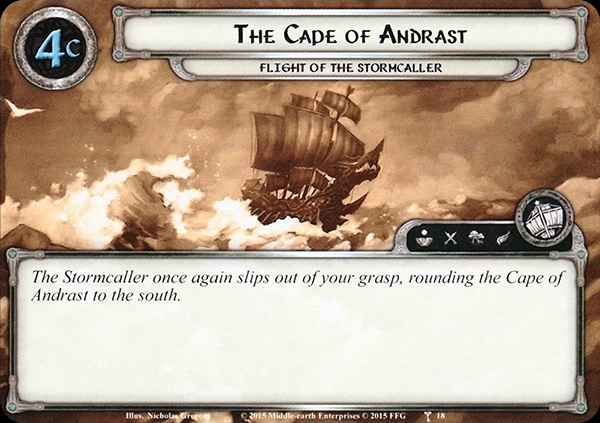 4C
THE CAPE OF ANDRAST
FLIGHT OF THE STORMCALLER
The Stormcaller once again slips out of your grasp, rounding the Cape of
Andrast to the south.
Illus. Nicholas Gregory © 2015 Middle-earth Enterprises © 2015 FFG 18